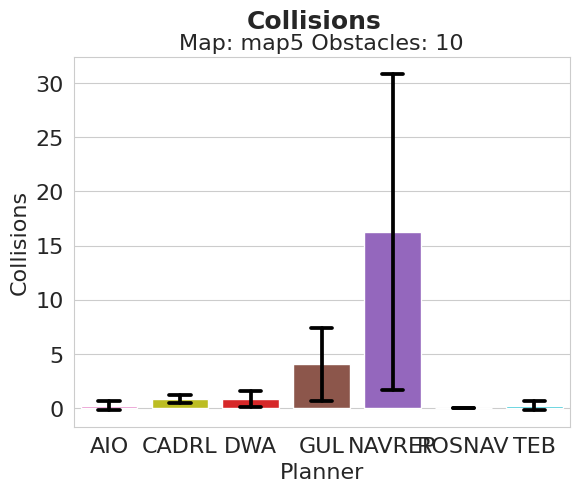 Collisions
Map: map5 Obstacles: 10
30
25
20
15
10
5
0
Collisions
AIO CADRL DWA GUL NAVREP ROSNAV TEB
Planner